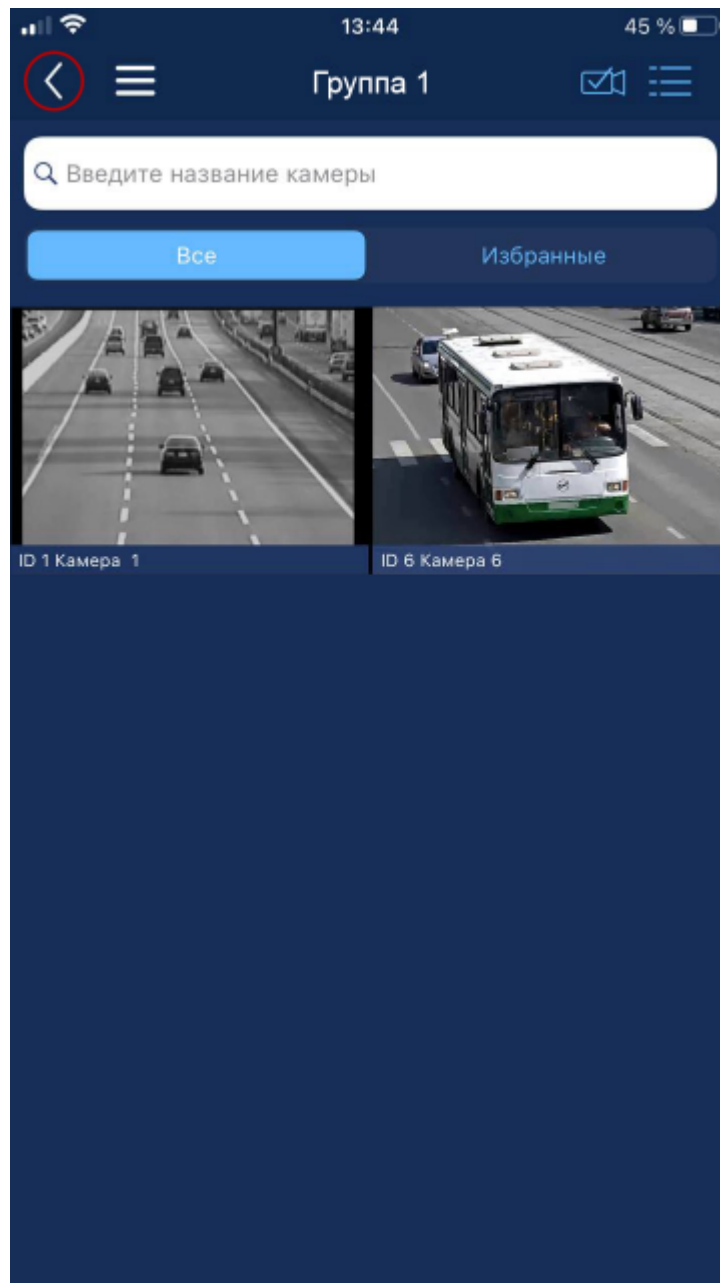 13:44
45 %
Группа 1
Введите название камеры
Все
Избранные
ID 1 Камера 1
ID 6 Камера 6